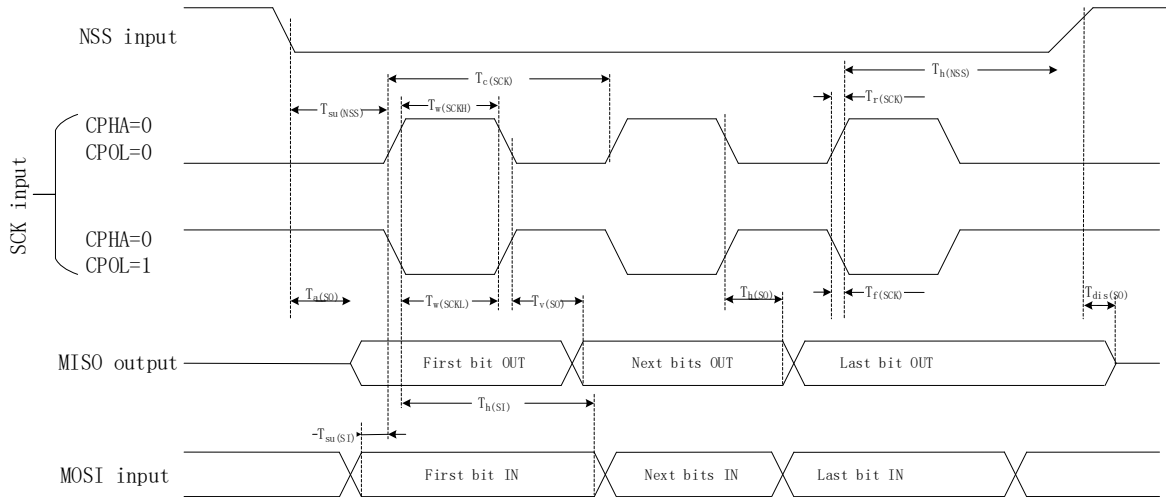 NSS input
Tc(SCK)
Th(NSS)
Tsu(NSS)
Tw(SCKH)
Tr(SCK)
CPHA=0
CPOL=0
SCK input
CPHA=0
CPOL=1
Ta(SO)
Tw(SCKL)
Tv(SO)
Th(SO)
Tf(SCK)
Tdis(SO)
MISO output
First bit OUT
Next bits OUT
Last bit OUT
Th(SI)
Tsu(SI)
MOSI input
First bit IN
Next bits IN
Last bit IN